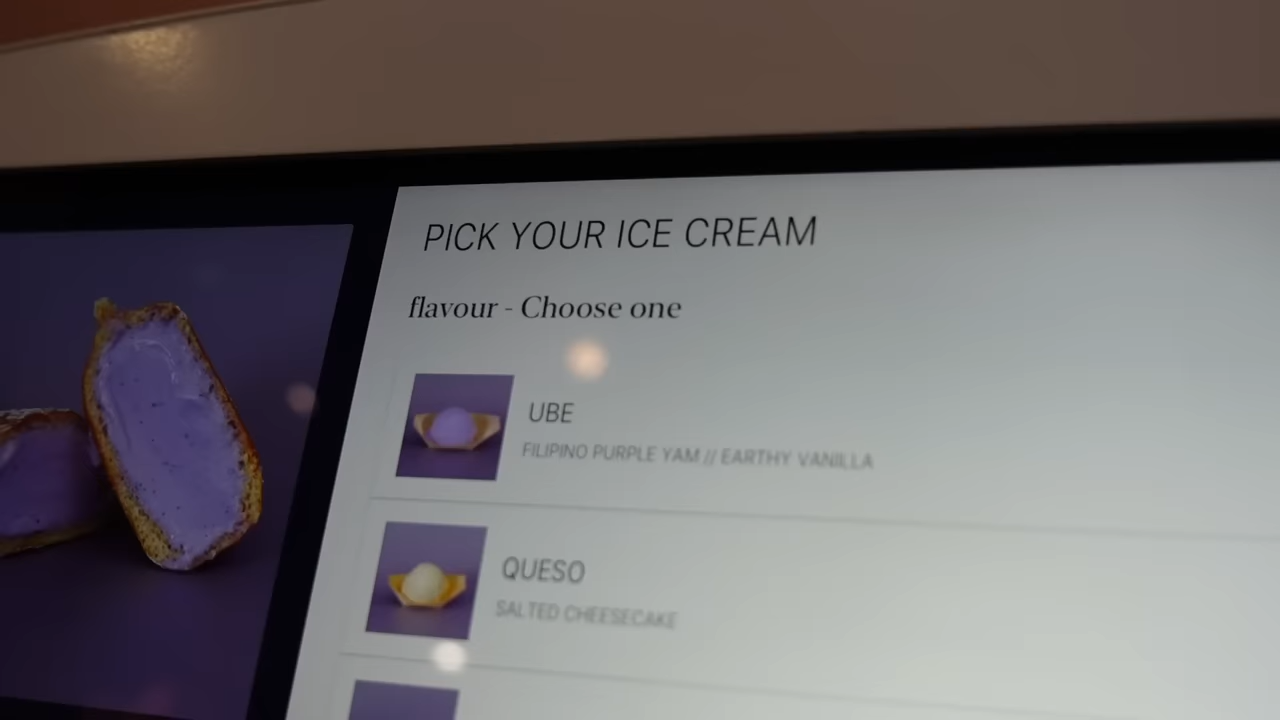 PICK YOUR ICE CREAM
flavour - Choose one
UBE
FILIPINO PURPLE YAM // EARTHY VANILLA
QUESO
SALTED CHEESECAKE